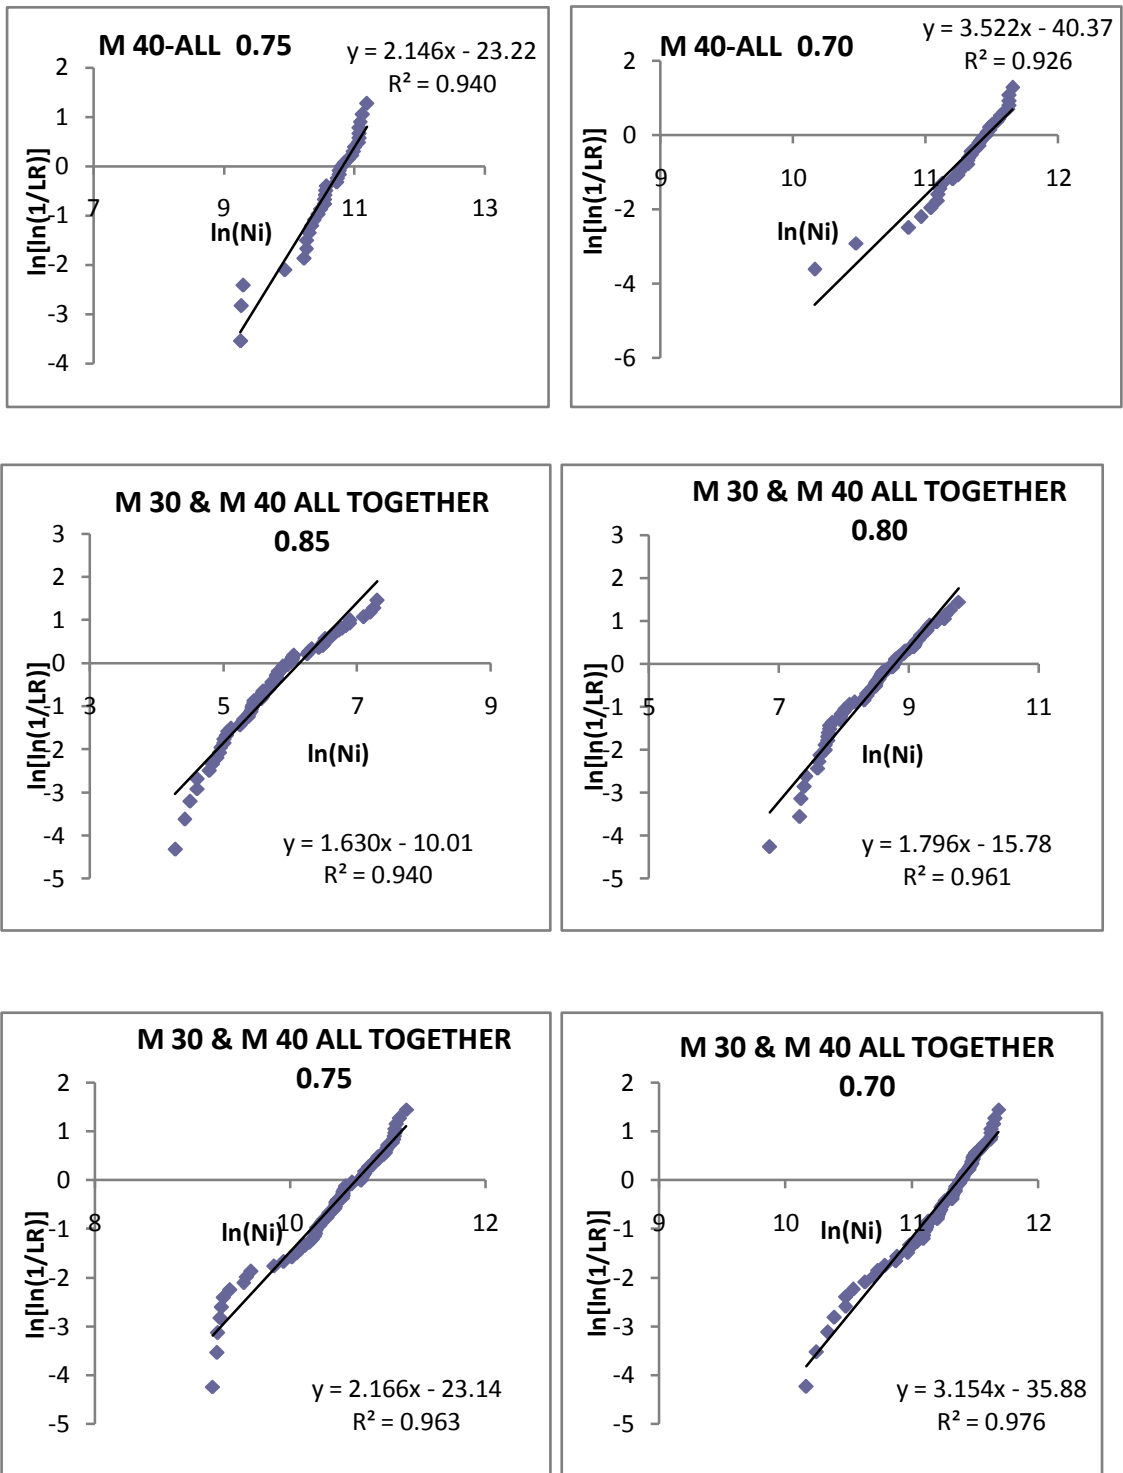 M 40-ALL 0.75
y = 2.146x - 23.22
R² = 0.940
2
1
0
-1
-2
-3
-4
7
9
11
13
ln(Ni)
ln[ln(1/LR)]
M 40-ALL 0.70
y = 3.522x - 40.37
R² = 0.926
2
0
-2
-4
-6
9
10
11
12
ln(Ni)
ln[ln(1/LR)]
M 30 & M 40 ALL TOGETHER
0.85
3
2
1
0
-1
-2
-3
-4
-5
3
5
7
9
ln(Ni)
ln[ln(1/LR)]
y = 1.630x - 10.01
R² = 0.940
M 30 & M 40 ALL TOGETHER
0.80
3
2
1
0
-1
-2
-3
-4
-5
5
7
9
11
ln(Ni)
ln[ln(1/LR)]
y = 1.796x - 15.78
R² = 0.961
M 30 & M 40 ALL TOGETHER
0.75
2
1
0
-1
-2
-3
-4
-5
8
10
12
ln(Ni)
ln[ln(1/LR)]
y = 2.166x - 23.14
R² = 0.963
M 30 & M 40 ALL TOGETHER
0.70
2
1
0
-1
-2
-3
-4
-5
9
10
11
12
ln(Ni)
ln[ln(1/LR)]
y = 3.154x - 35.88
R² = 0.976